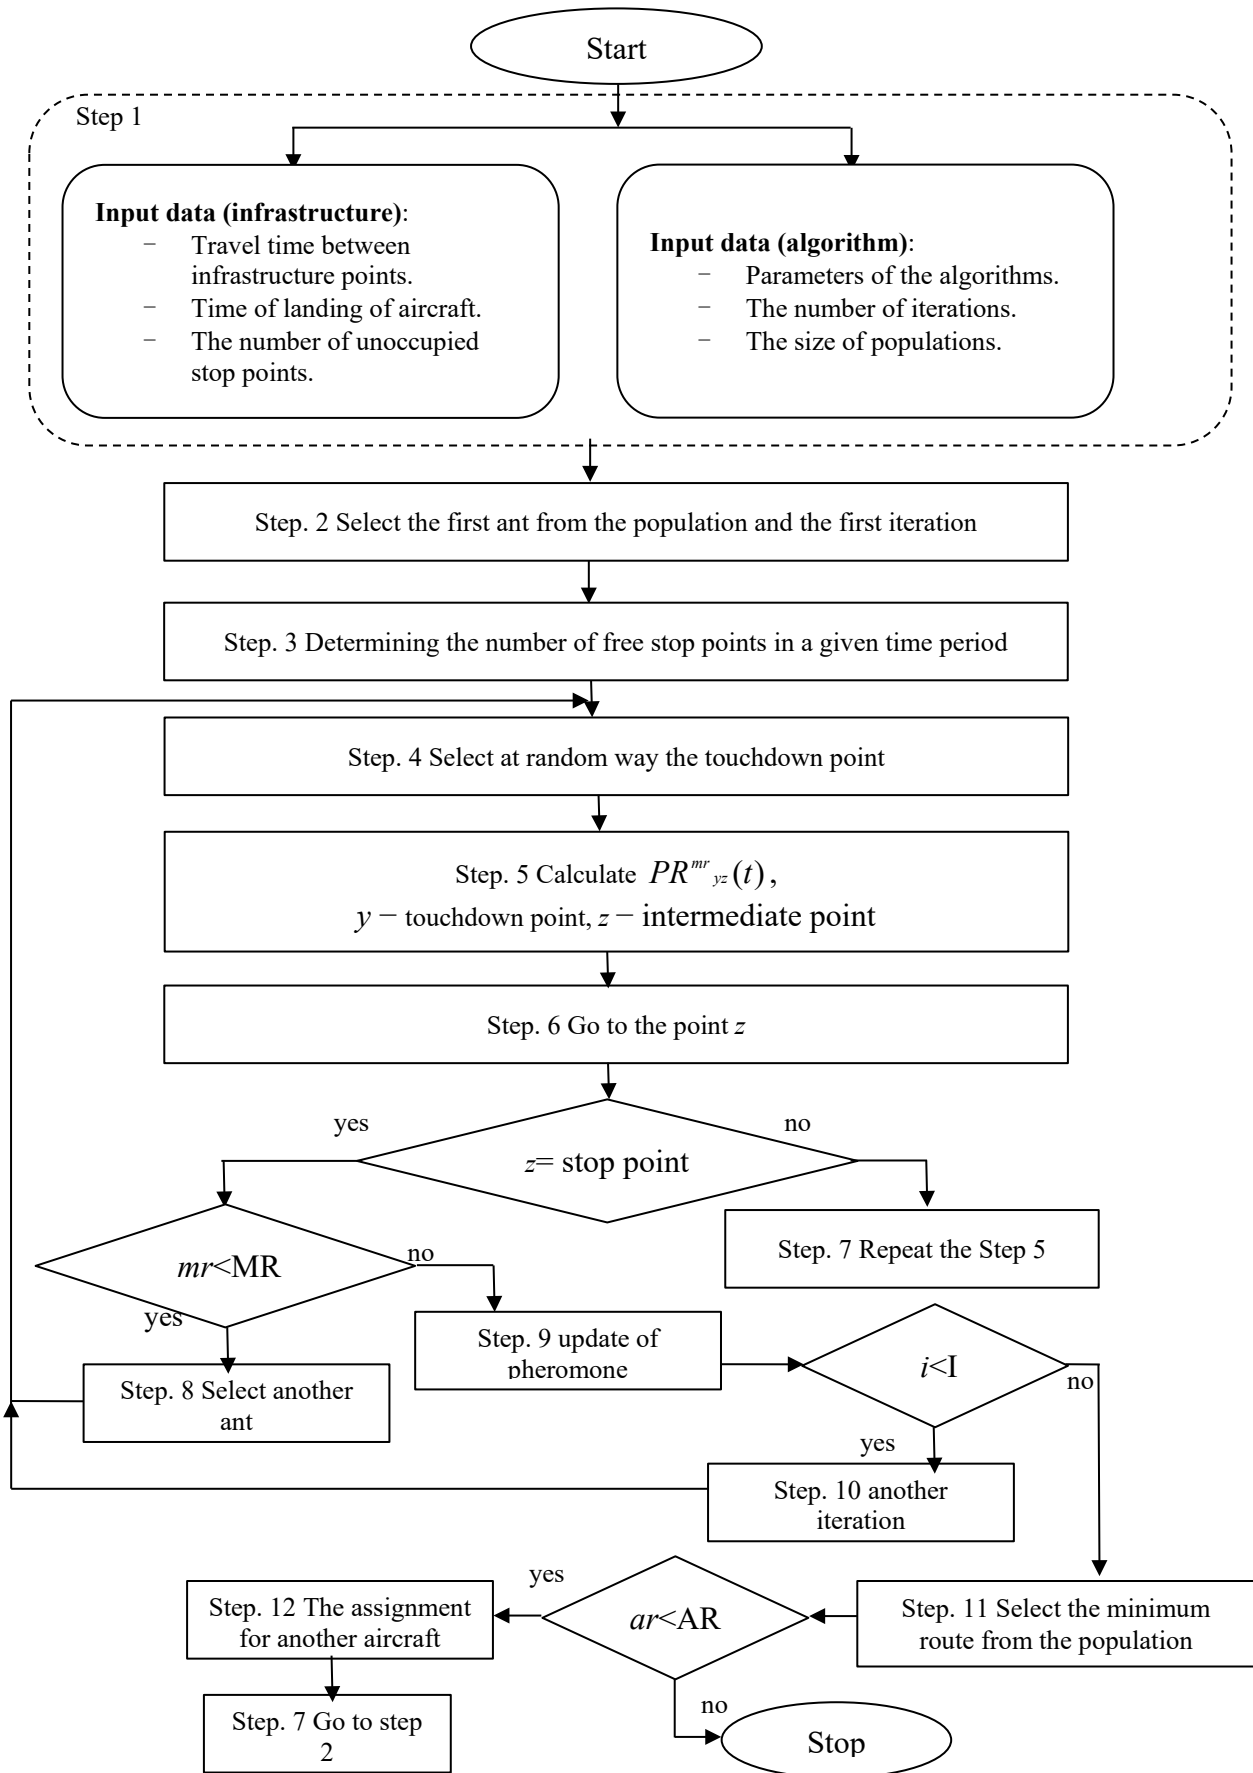 Start
Step 1
Input data (infrastructure):
− Travel time between
infrastructure points.
− Time of landing of aircraft.
− The number of unoccupied
stop points.
Input data (algorithm):
− Parameters of the algorithms.
− The number of iterations.
− The size of populations.
Step. 2 Select the first ant from the population and the first iteration
Step. 3 Determining the number of free stop points in a given time period
Step. 4 Select at random way the touchdown point
Step. 5 Calculate PR^{mr}_{yz}(t),
y − touchdown point, z − intermediate point
Step. 6 Go to the point z
yes
no
z= stop point
Step. 7 Repeat the Step 5
mr<MR
no
yes
Step. 9 update of
pheromone
i<I
no
Step. 8 Select another
ant
yes
Step. 10 another
iteration
yes
Step. 12 The assignment
for another aircraft
ar<AR
Step. 11 Select the minimum
route from the population
no
Step. 7 Go to step
2
Stop